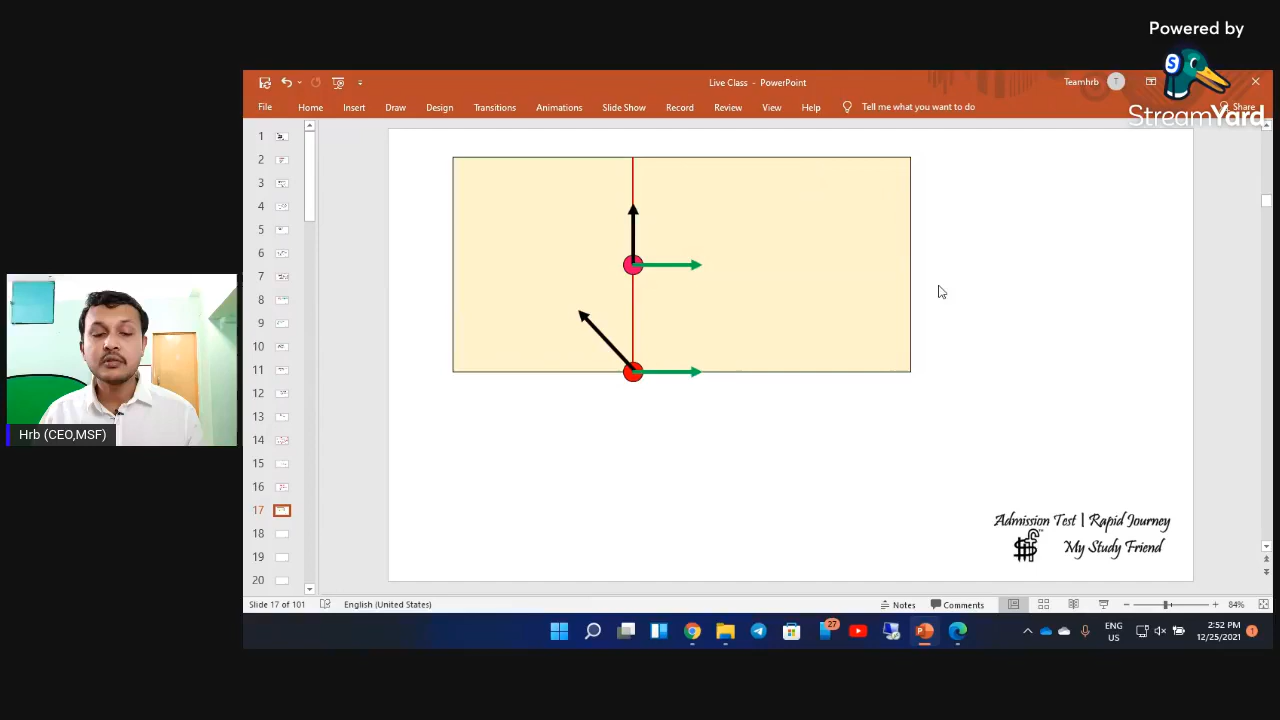 Powered by
StreamYard
Live Class - PowerPoint
Teamhrb
T
File
Home
Insert
Draw
Design
Transitions
Animations
Slide Show
Record
Review
View
Help
Tell me what you want to do
Share
1
2
3
4
5
6
7
8
9
10
11
12
13
14
15
16
17
18
19
20
Hrb (CEO,MSF)
Admission Test | Rapid Journey
My Study Friend
Slide 17 of 101
English (United States)
Notes
Comments
84%
27
ENG
US
2:52 PM
12/25/2021
1